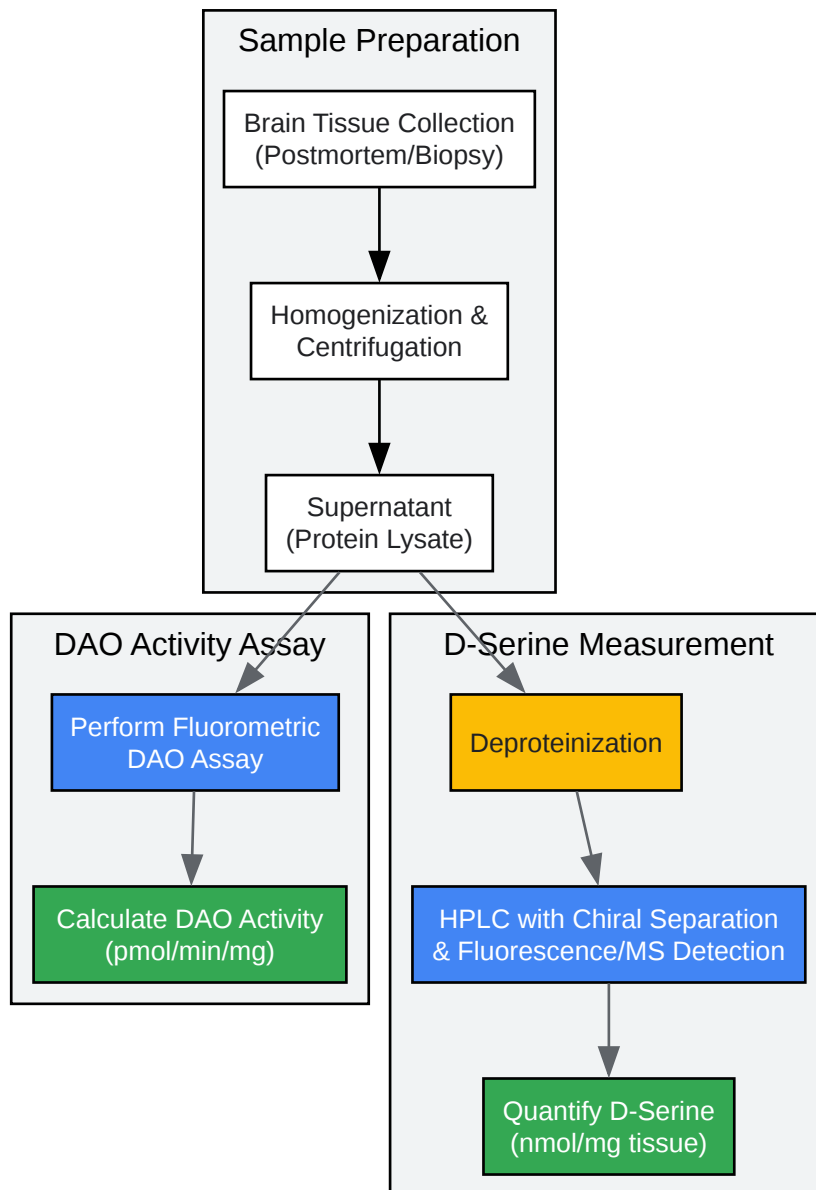 Sample Preparation
Brain Tissue Collection
(Postmortem/Biopsy)
Homogenization &
Centrifugation
Supernatant
(Protein Lysate)
DAO Activity Assay
Perform Fluorometric
DAO Assay
Calculate DAO Activity
(pmol/min/mg)
D-Serine Measurement
Deproteinization
HPLC with Chiral Separation
& Fluorescence/MS Detection
Quantify D-Serine
(nmol/mg tissue)